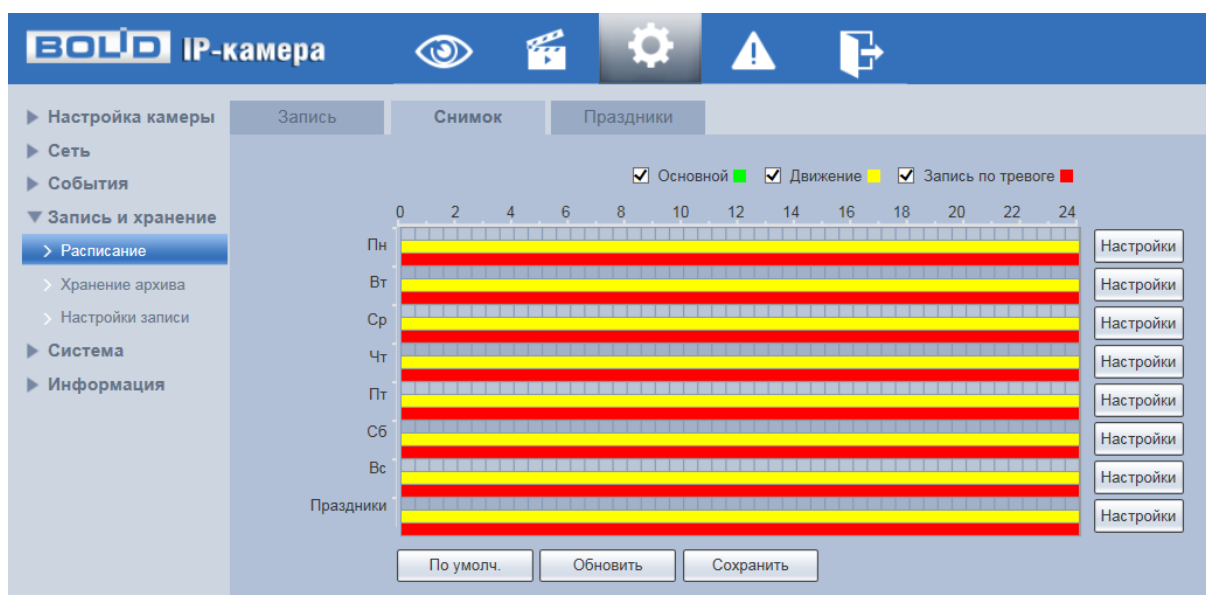 BOLID IP-камера
Настройка камеры
Сеть
События
Запись и хранение
Расписание
Хранение архива
Настройки записи
Система
Информация
Запись Снимок Праздники
Основной Движение Запись по тревоге
0 2 4 6 8 10 12 14 16 18 20 22 24
Пн Настройки
Вт Настройки
Ср Настройки
Чт Настройки
Пт Настройки
Сб Настройки
Вс Настройки
Праздники Настройки
По умолч. Обновить Сохранить